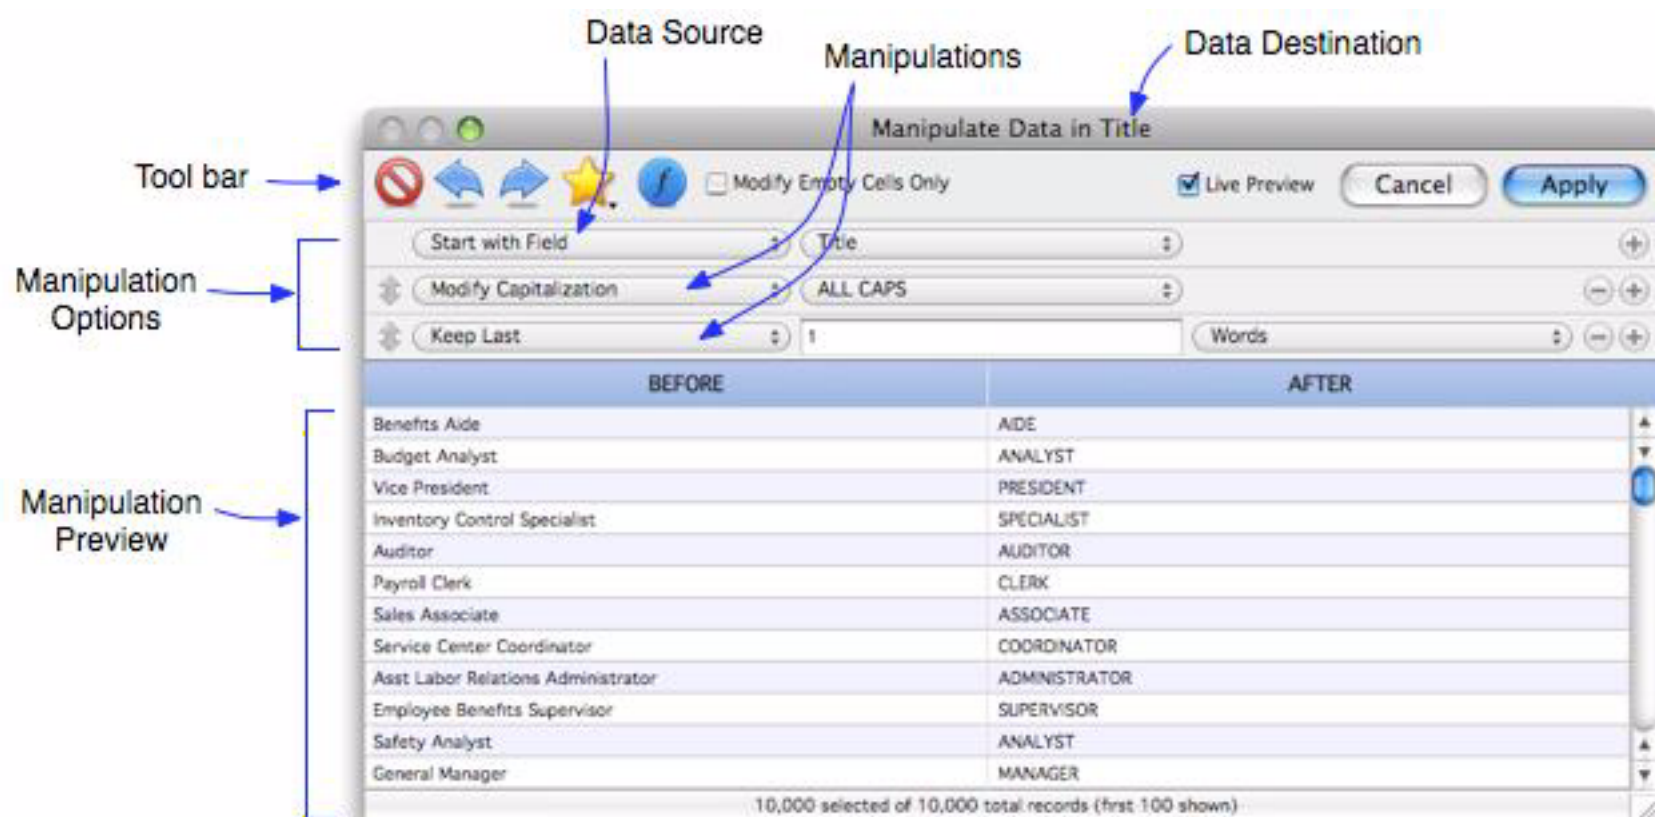 Data Source
Manipulations
Data Destination
Manipulate Data in Title
Tool bar
Modify Empty Cells Only
Live Preview
Cancel
Apply
Manipulation
Options
Start with Field
Title
Modify Capitalization
ALL CAPS
Keep Last
1
Words
BEFORE
AFTER
Manipulation
Preview
Benefits Aide
AIDE
Budget Analyst
ANALYST
Vice President
PRESIDENT
Inventory Control Specialist
SPECIALIST
Auditor
AUDITOR
Payroll Clerk
CLERK
Sales Associate
ASSOCIATE
Service Center Coordinator
COORDINATOR
Asst Labor Relations Administrator
ADMINISTRATOR
Employee Benefits Supervisor
SUPERVISOR
Safety Analyst
ANALYST
General Manager
MANAGER
10,000 selected of 10,000 total records (first 100 shown)